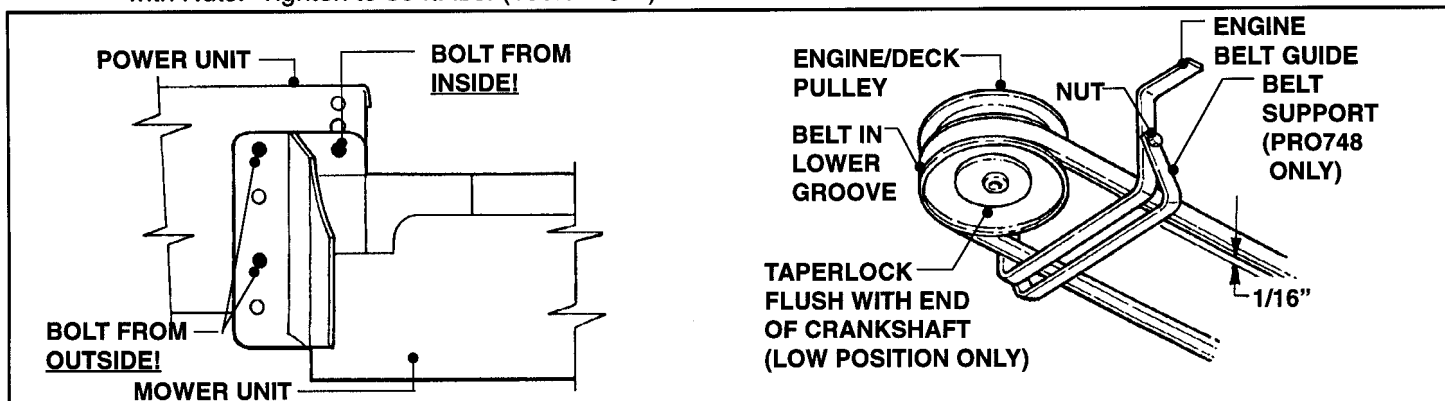 POWER UNIT
BOLT FROM
INSIDE!
BOLT FROM
OUTSIDE!
MOWER UNIT
ENGINE/DECK
PULLEY
BELT IN
LOWER
GROOVE
TAPERLOCK
FLUSH WITH END
OF CRANKSHAFT
(LOW POSITION ONLY)
NUT
ENGINE
BELT GUIDE
BELT
SUPPORT
(PRO748
ONLY)
1/16"